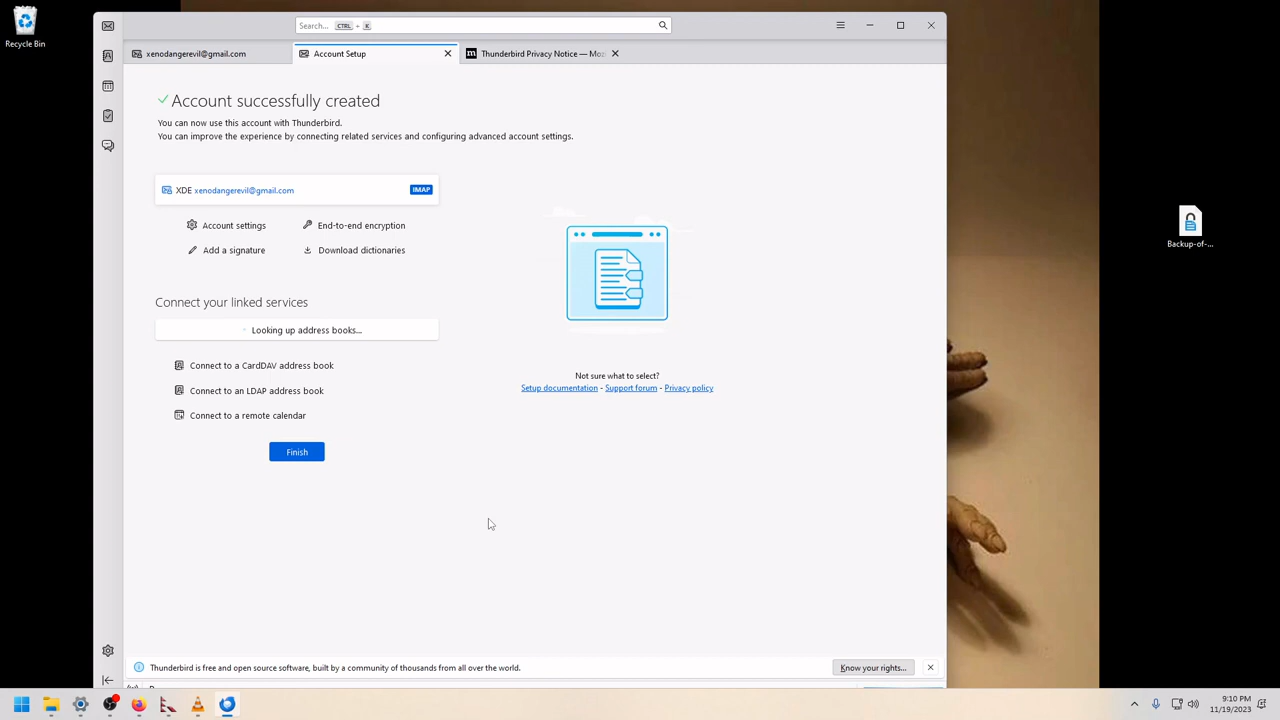 Recycle Bin
Search... CTRL + K
xenodangerevil@gmail.com
Account Setup
Thunderbird Privacy Notice — Moz
Account successfully created
You can now use this account with Thunderbird.
You can improve the experience by connecting related services and configuring advanced account settings.
XDE xenodangerevil@gmail.com IMAP
Account settings
End-to-end encryption
Add a signature
Download dictionaries
Connect your linked services
Looking up address books...
Connect to a CardDAV address book
Connect to an LDAP address book
Connect to a remote calendar
Finish
Not sure what to select?
Setup documentation - Support forum - Privacy policy
Backup-of-...
Thunderbird is free and open source software, built by a community of thousands from all over the world.
Know your rights...
9:10 PM
11/19/2023